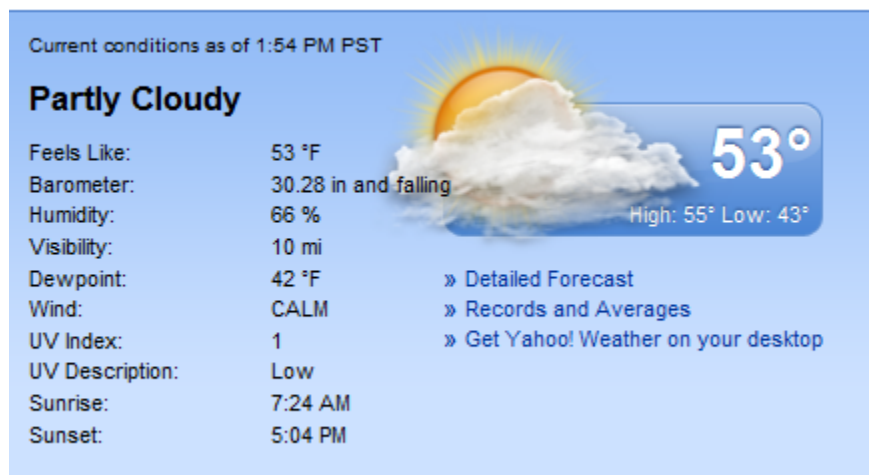 Current conditions as of 1:54 PM PST
Partly Cloudy
Feels Like: 53 °F
Barometer: 30.28 in and falling
Humidity: 66 %
Visibility: 10 mi
Dewpoint: 42 °F
Wind: CALM
UV Index: 1
UV Description: Low
Sunrise: 7:24 AM
Sunset: 5:04 PM
53°
High: 55° Low: 43°
» Detailed Forecast
» Records and Averages
» Get Yahoo! Weather on your desktop